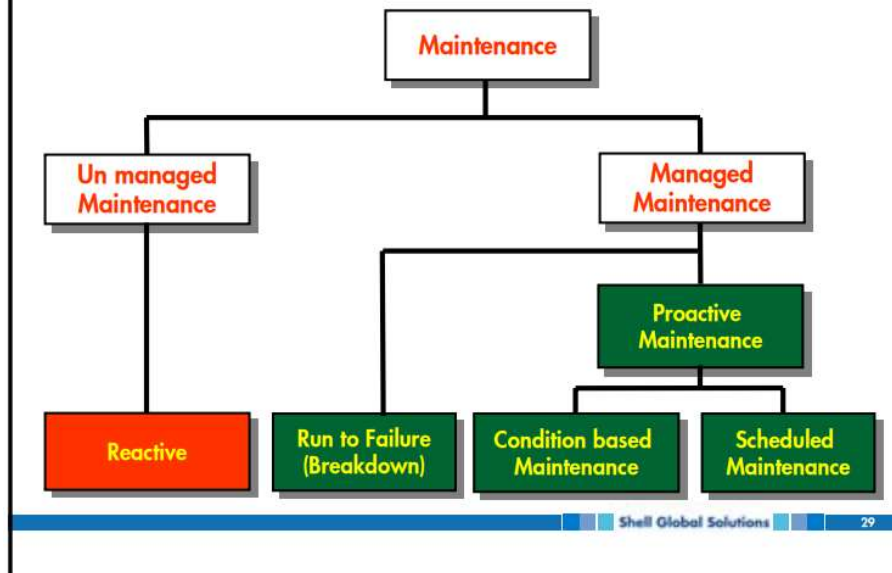 Maintenance
Un managed
Maintenance
Managed
Maintenance
Proactive
Maintenance
Reactive
Run to Failure
(Breakdown)
Condition based
Maintenance
Scheduled
Maintenance
Shell Global Solutions
29